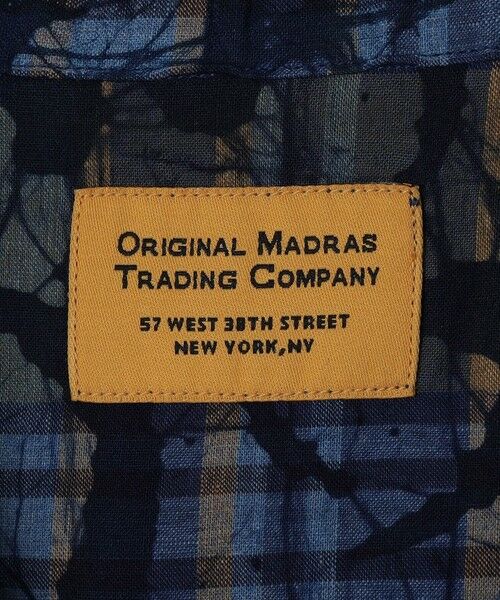 ORIGINAL MADRAS
TRADING COMPANY
57 WEST 38TH STREET
NEW YORK,NY